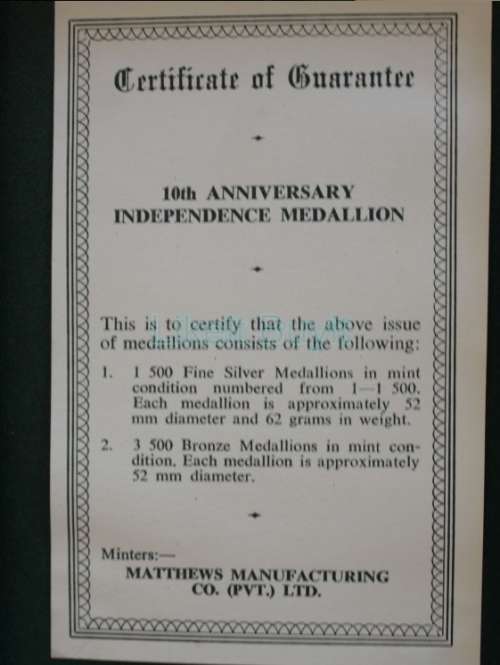 Certificate of Guarantee
10th ANNIVERSARY
INDEPENDENCE MEDALLION
This is to certify that the above issue
of medallions consists of the following:
1. 1 500 Fine Silver Medallions in mint
condition numbered from 1—1 500.
Each medallion is approximately 52
mm diameter and 62 grams in weight.
2. 3 500 Bronze Medallions in mint con-
dition. Each medallion is approximately
52 mm diameter.
Minters:—
MATTHEWS MANUFACTURING
CO. (PVT.) LTD.